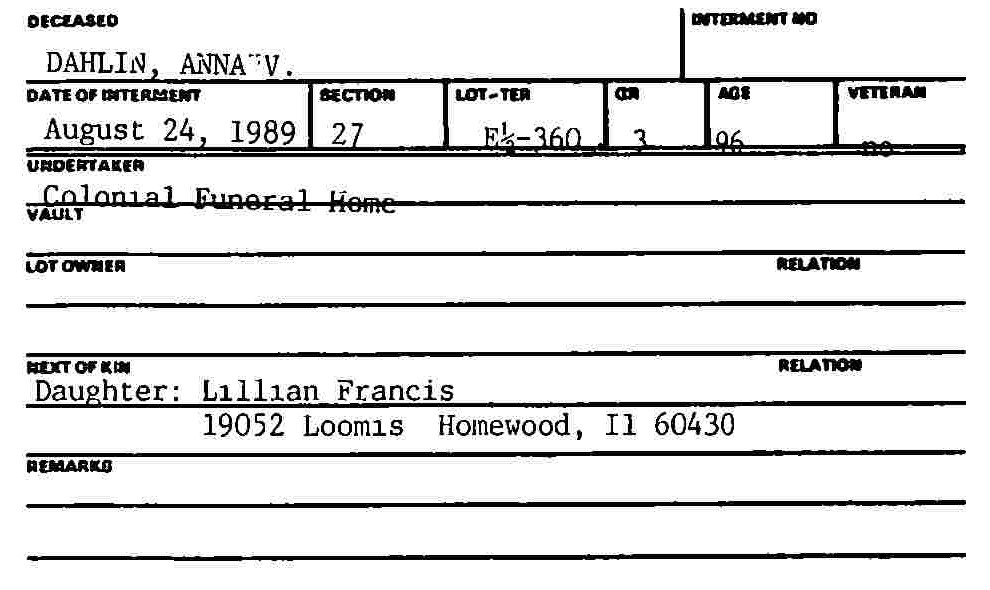 DECEASED INTERMENT NO
DAHLIN, ANNA V.
DATE OF INTERMENT SECTION LOT-TER GR AGE VETERAN
August 24, 1989 27 E½-360 3 96 no
UNDERTAKER
Colonial Funeral Home
VAULT
LOT OWNER RELATION
NEXT OF KIN RELATION
Daughter: Lillian Francis
19052 Loomis Homewood, Il 60430
REMARKS